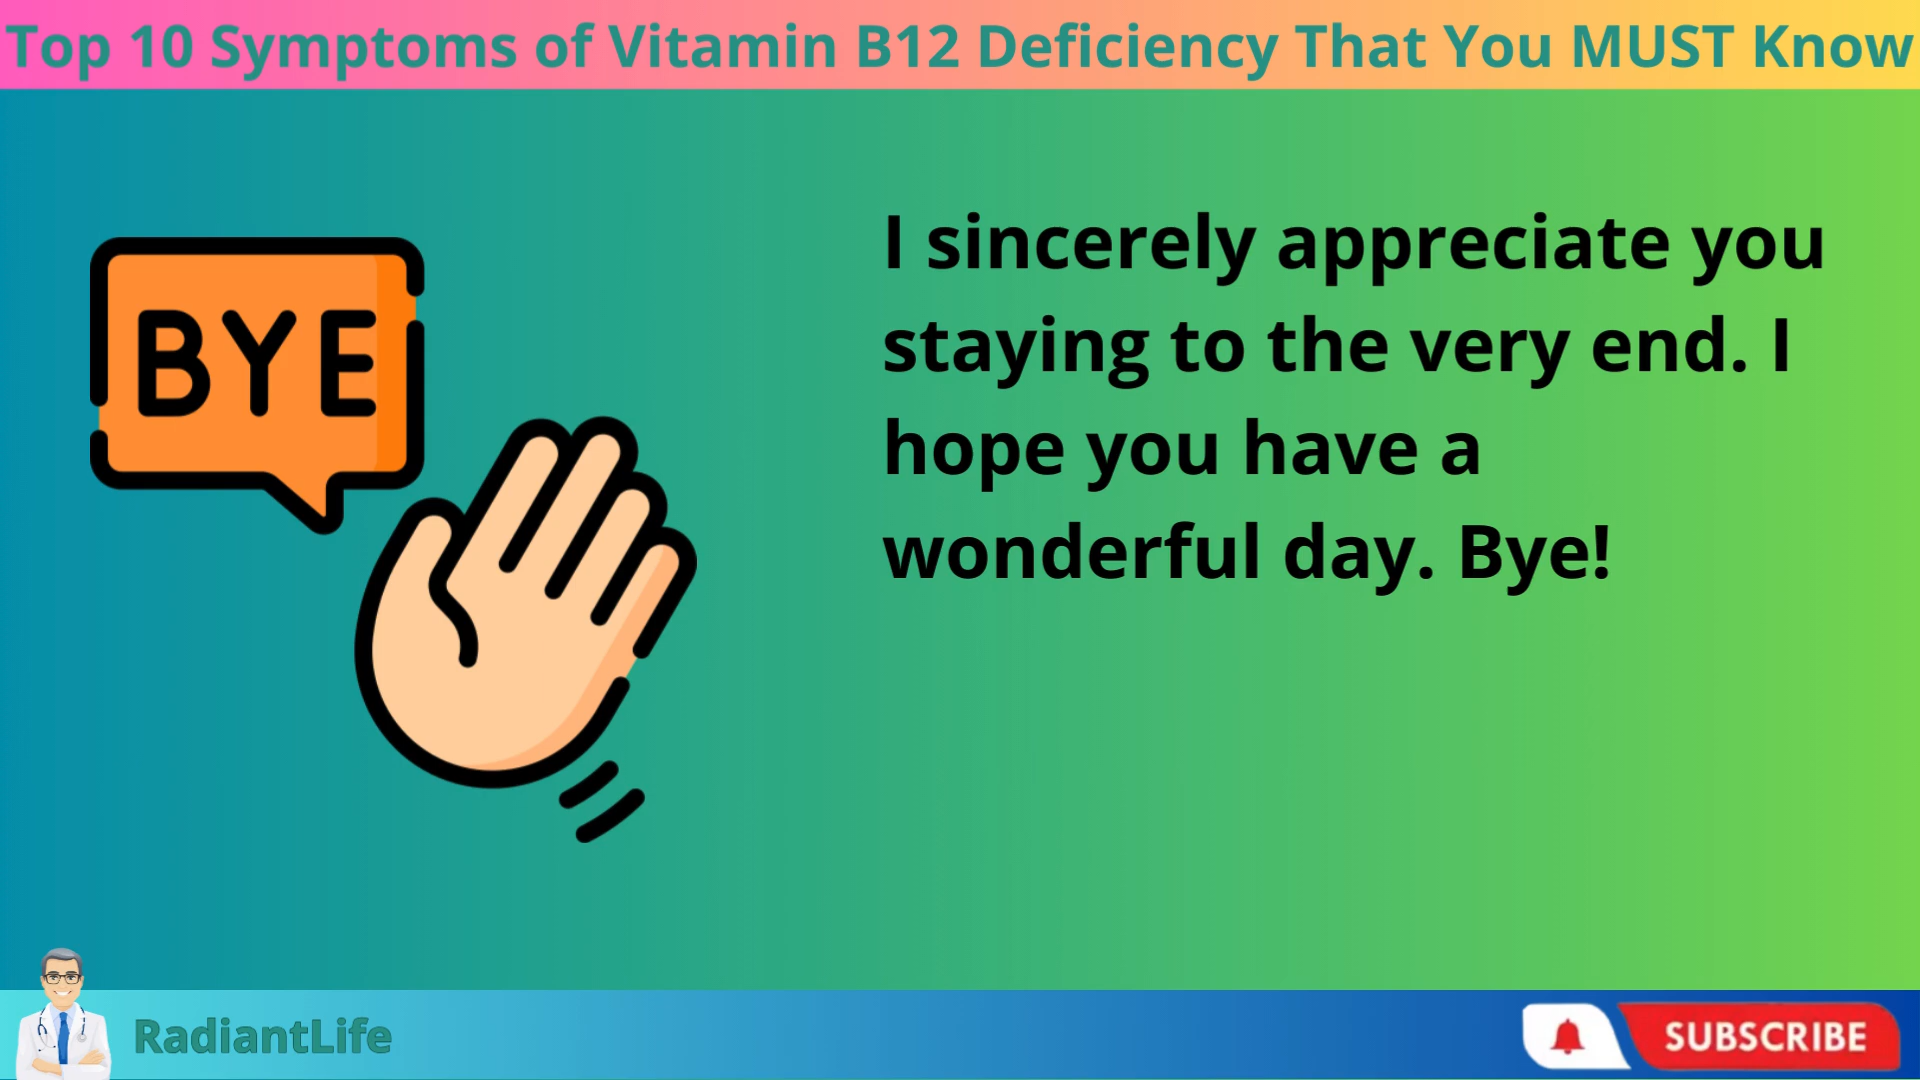 Top 10 Symptoms of Vitamin B12 Deficiency That You MUST Know
BYE
I sincerely appreciate you
staying to the very end. I
hope you have a
wonderful day. Bye!
RadiantLife
SUBSCRIBE